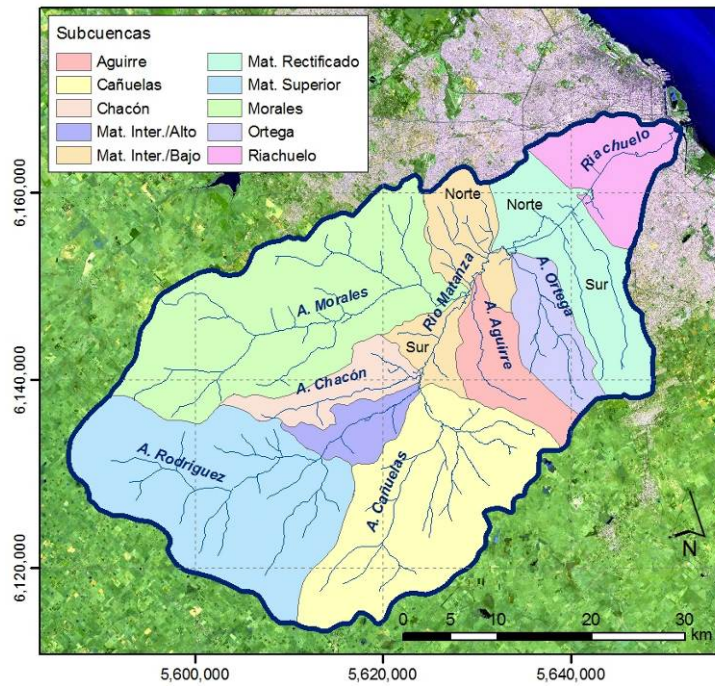 Subcuencas
Aguirre
Cañuelas
Chacón
Mat. Inter./Alto
Mat. Inter./Bajo
Mat. Rectificado
Mat. Superior
Morales
Ortega
Riachuelo
Riachuelo
Norte
Norte
Río Matanza
A. Morales
A. Ortega
Sur
A. Aguirre
Sur
A. Chacón
A. Rodríguez
A. Cañuelas
N
0 5 10 20 30
km
6,160,000
6,140,000
6,120,000
5,600,000 5,620,000 5,640,000